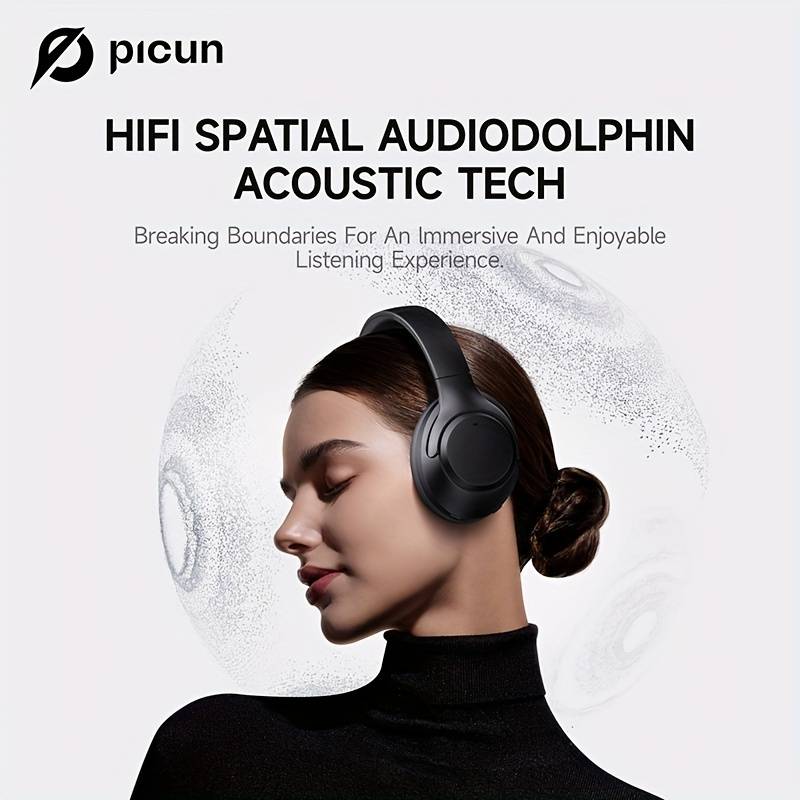 picun
HIFI SPATIAL AUDIODOLPHIN
ACOUSTIC TECH
Breaking Boundaries For An Immersive And Enjoyable
Listening Experience.